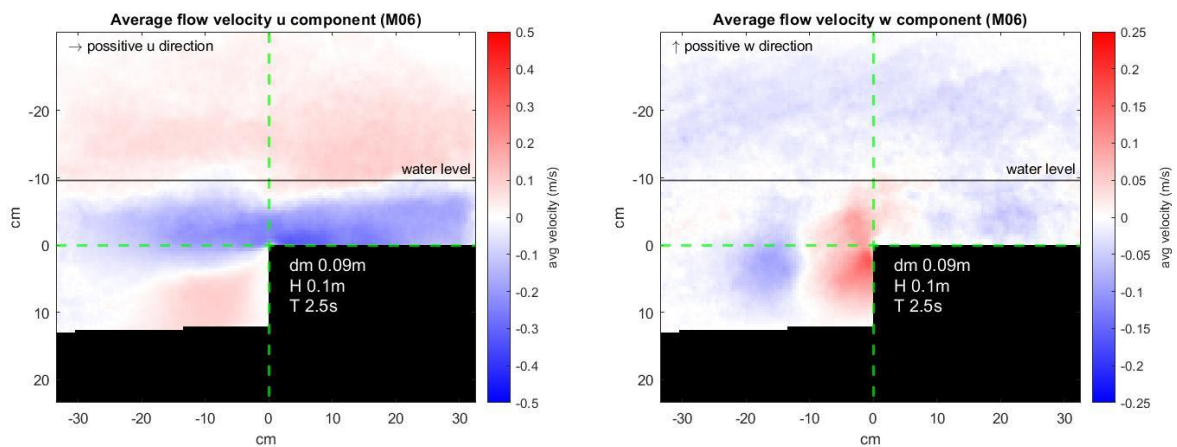 Average flow velocity u component (M06)
→ possitive u direction
water level
dm 0.09m
H 0.1m
T 2.5s
-20
-10
0
10
20
cm
-30
-20
-10
0
10
20
30
cm
0.5
0.4
0.3
0.2
0.1
0
-0.1
-0.2
-0.3
-0.4
-0.5
avg velocity (m/s)
Average flow velocity w component (M06)
↑ possitive w direction
water level
dm 0.09m
H 0.1m
T 2.5s
-20
-10
0
10
20
cm
-30
-20
-10
0
10
20
30
cm
0.25
0.20
0.15
0.10
0.05
0
-0.05
-0.10
-0.15
-0.20
-0.25
avg velocity (m/s)